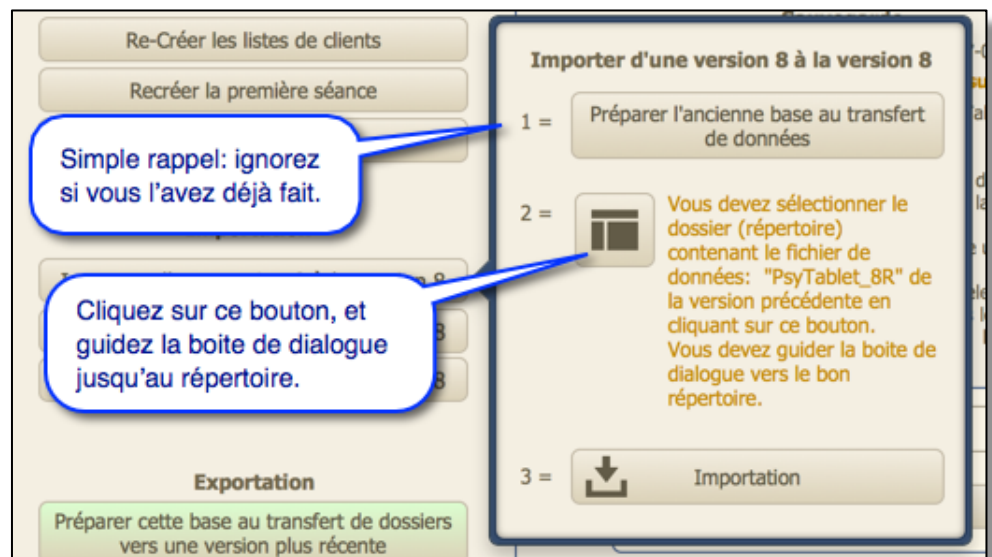 Re-Créer les listes de clients
Recréer la première séance
Simple rappel: ignorez
si vous l'avez déjà fait.
Cliquez sur ce bouton, et
guidez la boite de dialogue
jusqu'au répertoire.
8
8
8
Exportation
Préparer cette base au transfert de dossiers
vers une version plus récente
Importer d'une version 8 à la version 8
1 =
Préparer l'ancienne base au transfert
de données
2 =
Vous devez sélectionner le
dossier (répertoire)
contenant le fichier de
données: "PsyTablet_8R" de
la version précédente en
cliquant sur ce bouton.
Vous devez guider la boite de
dialogue vers le bon
répertoire.
3 =
Importation